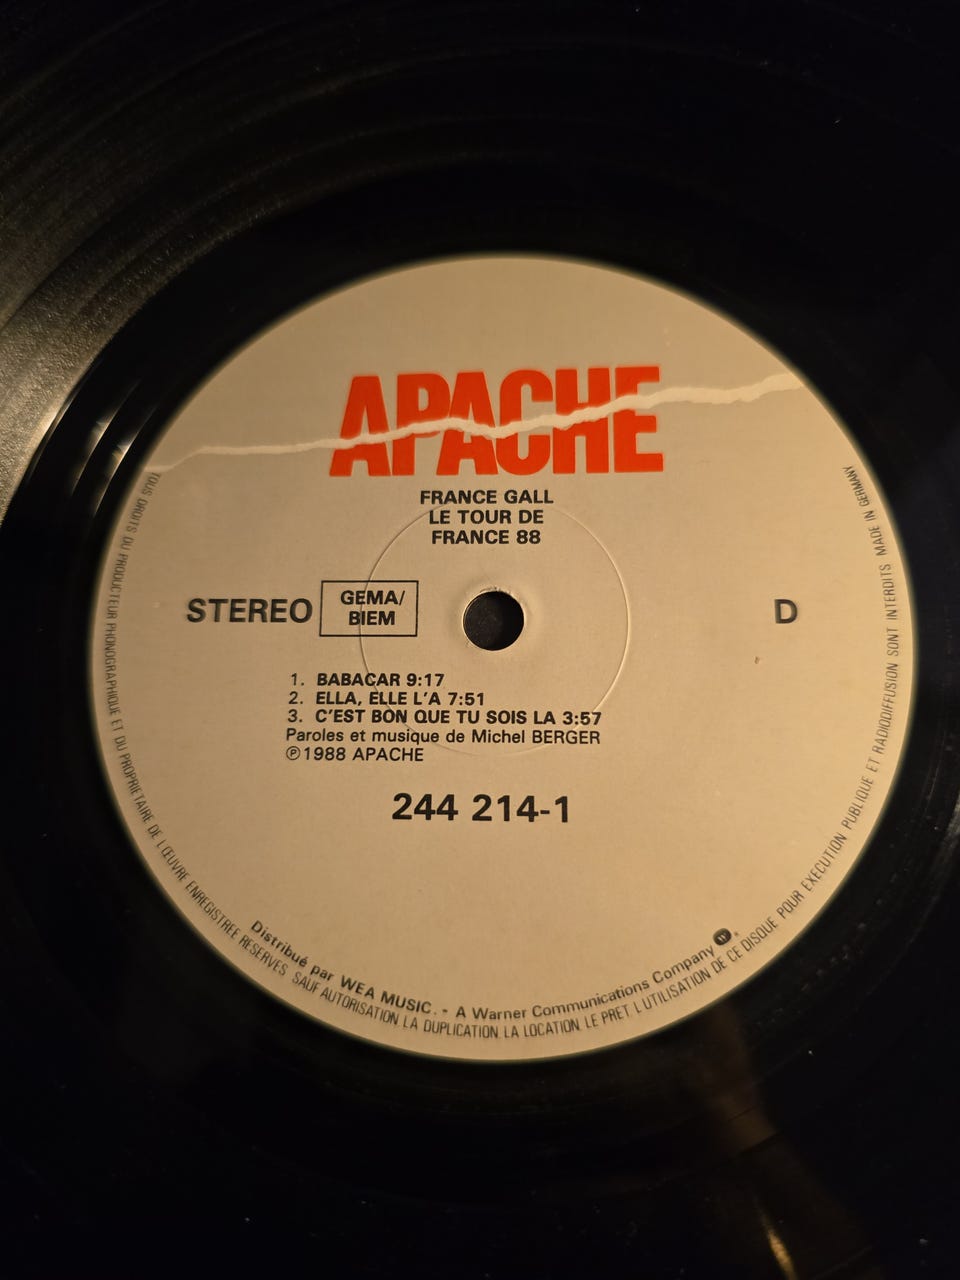 APACHE
FRANCE GALL
LE TOUR DE
FRANCE 88
STEREO
GEMA/
BIEM
D
1. BABACAR 9:17
2. ELLA, ELLE L'A 7:51
3. C'EST BON QUE TU SOIS LA 3:57
Paroles et musique de Michel BERGER
℗1988 APACHE
244 214-1
Distribué par WEA MUSIC. - A Warner Communications Company
TOUS DROITS DU PRODUCTEUR PHONOGRAPHIQUE ET DU PROPRIETAIRE DE L'ŒUVRE ENREGISTREE RESERVES SAUF AUTORISATION LA DUPLICATION, LA LOCATION, LE PRET, L'UTILISATION DE CE DISQUE POUR EXECUTION PUBLIQUE ET RADIODIFFUSION SONT INTERDITS MADE IN GERMANY